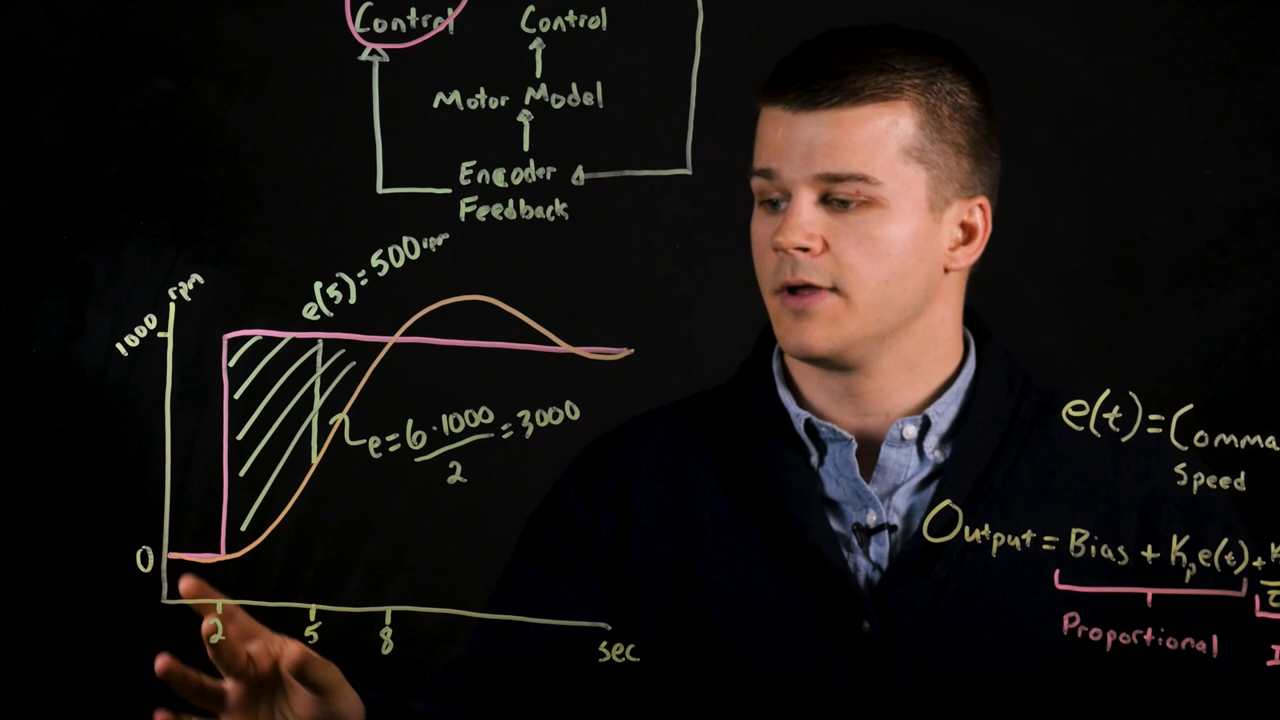 Control
Control
Motor Model
Encoder
Feedback
e(5)=500rpm
rpm
1000
e=6·1000/2=3000
0
2
5
8
sec
e(t)=(Comma
Speed
Output=Bias+Kpe(t)+K
Proportional